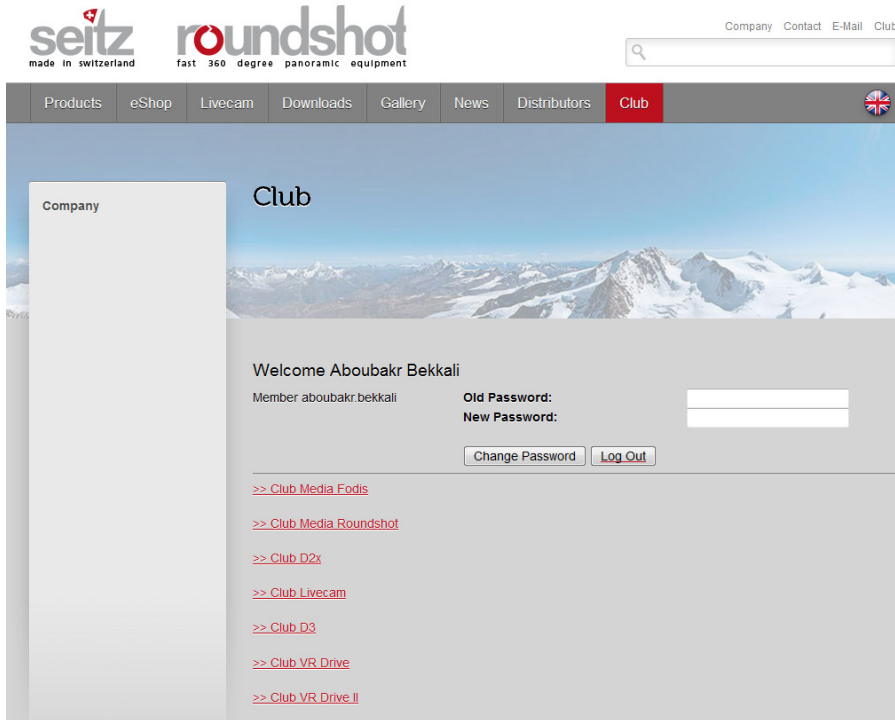 Company Contact E-Mail Club
seitz roundshot
made in switzerland fast 360 degree panoramic equipment
Products eShop Livecam Downloads Gallery News Distributors Club
Company
Club
Welcome Aboubakr Bekkali
Member aboubakr.bekkali Old Password:
New Password:
Change Password Log Out
>> Club Media Fodis
>> Club Media Roundshot
>> Club D2x
>> Club Livecam
>> Club D3
>> Club VR Drive
>> Club VR Drive II